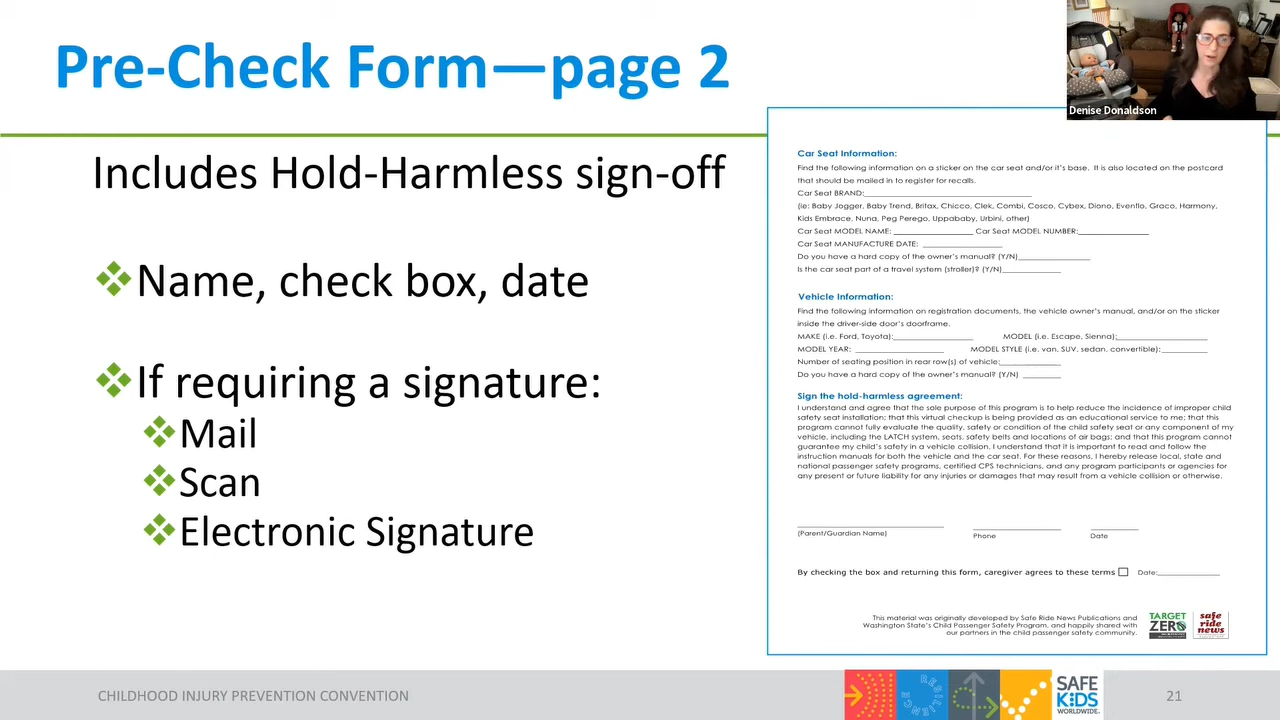 Pre-Check Form—page 2
Denise Donaldson
Includes Hold-Harmless sign-off
Name, check box, date
If requiring a signature:
Mail
Scan
Electronic Signature
Car Seat Information:
Find the following information on a sticker on the car seat and/or it's base. It is also located on the postcard
that should be mailed in to register for recalls.
Car Seat BRAND:
(ie: Baby Jogger, Baby Trend, Britax, Chicco, Clek, Combi, Cosco, Cybex, Diono, Evenflo, Graco, Harmony,
Kids Embrace, Nuna, Peg Perego, Uppababy, Urbini, other)
Car Seat MODEL NAME: Car Seat MODEL NUMBER:
Car Seat MANUFACTURE DATE:
Do you have a hard copy of the owner's manual? (Y/N)
Is the car seat part of a travel system (stroller)? (Y/N)
Vehicle Information:
Find the following information on registration documents, the vehicle owner's manual, and/or on the sticker
inside the driver-side door's doorframe.
MAKE (i.e. Ford, Toyota): MODEL (i.e. Escape, Sienna):
MODEL YEAR: MODEL STYLE (i.e. van, SUV, sedan, convertible):
Number of seating position in rear row(s) of vehicle:
Do you have a hard copy of the owner's manual? (Y/N)
Sign the hold-harmless agreement:
I understand and agree that the sole purpose of this program is to help reduce the incidence of improper child
safety seat installation; that this virtual checkup is being provided as an educational service to me; that this
program cannot fully evaluate the quality, safety or condition of the child safety seat or any component of my
vehicle, including the LATCH system, seats, safety belts and locations of air bags; and that this program cannot
guarantee my child's safety in a vehicle collision. I understand that it is important to read and follow the
instruction manuals for both the vehicle and the car seat. For these reasons, I hereby release local, state and
national passenger safety programs, certified CPS technicians, and any program participants or agencies for
any present or future liability for any injuries or damages that may result from a vehicle collision or otherwise.
(Parent/Guardian Name) Phone Date
By checking the box and returning this form, caregiver agrees to these terms Date:
This material was originally developed by Safe Ride News Publications and
Washington State's Child Passenger Safety Program, and happily shared with
our partners in the child passenger safety community.
TARGET
ZERO
safe
ride
news
CHILDHOOD INJURY PREVENTION CONVENTION
SAFE
KIDS
WORLDWIDE.
21